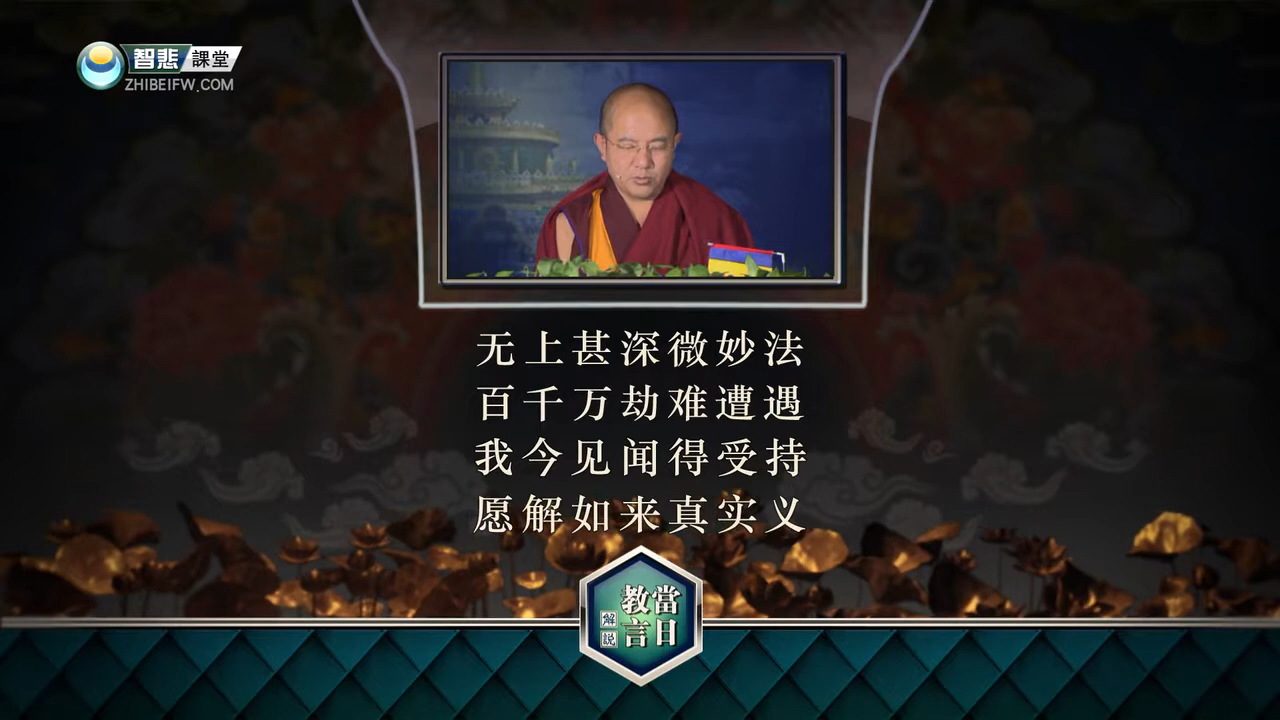 智悲課堂
ZHIBEIFW.COM
无上甚深微妙法
百千万劫难遭遇
我今见闻得受持
愿解如来真实义
當日
教言
解説